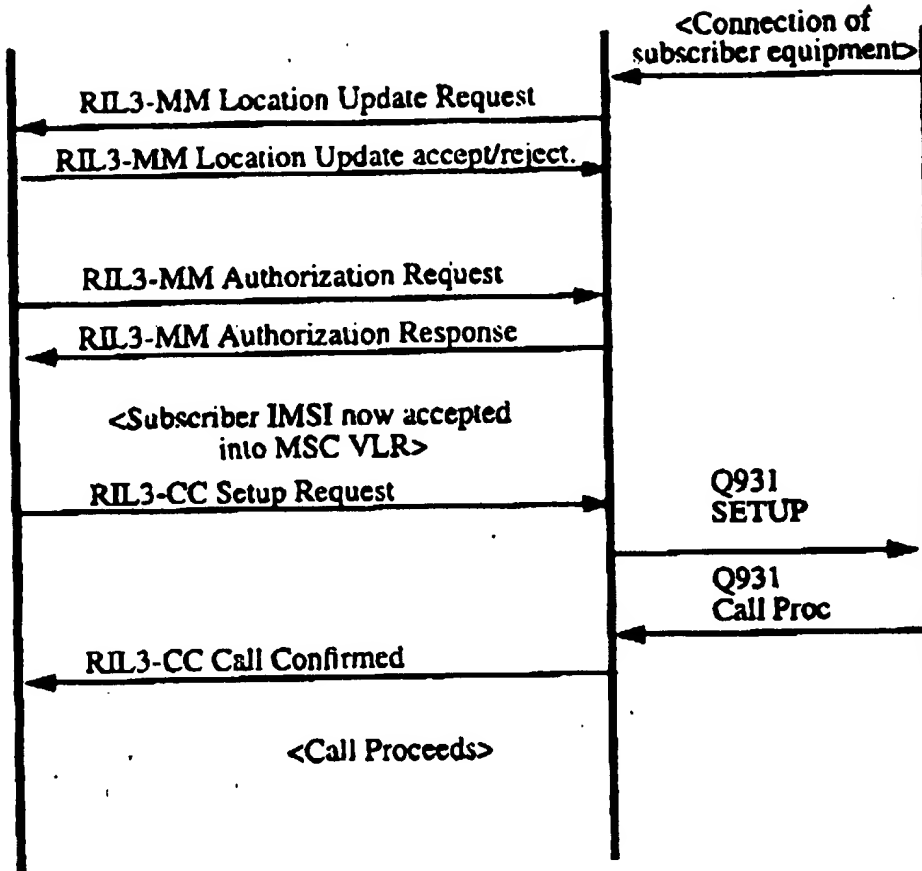 <Connection of
subscriber equipment>
RIL3-MM Location Update Request
RIL3-MM Location Update accept/reject.
RIL3-MM Authorization Request
RIL3-MM Authorization Response
<Subscriber IMSI now accepted
into MSC VLR>
RIL3-CC Setup Request
Q931
SETUP
Q931
Call Proc
RIL3-CC Call Confirmed
<Call Proceeds>